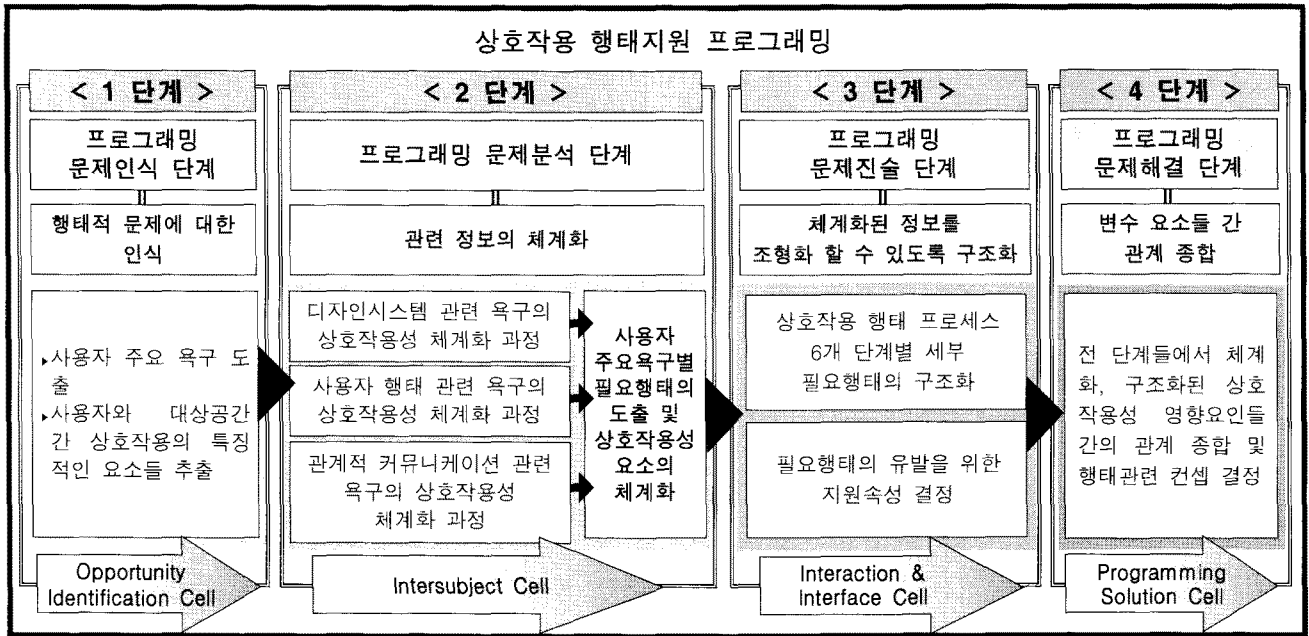 상호작용 행태지원 프로그래밍
< 1 단계 >
프로그래밍
문제인식 단계
행태적 문제에 대한
인식
▸사용자 주요 욕구 도
출
▸사용자와 대상공간
간 상호작용의 특징
적인 요소들 추출
Opportunity
Identification Cell
< 2 단계 >
프로그래밍 문제분석 단계
관련 정보의 체계화
디자인시스템 관련 욕구의
상호작용성 체계화 과정
사용자 행태 관련 욕구의
상호작용성 체계화 과정
관계적 커뮤니케이션 관련
욕구의 상호작용성
체계화 과정
사용자
주요욕구별
필요행태의
도출 및
상호작용성
요소의
체계화
Intersubject Cell
< 3 단계 >
프로그래밍
문제진술 단계
체계화된 정보를
조형화 할 수 있도록 구조화
상호작용 행태 프로세스
6개 단계별 세부
필요행태의 구조화
필요행태의 유발을 위한
지원속성 결정
Interaction &
Interface Cell
< 4 단계 >
프로그래밍
문제해결 단계
변수 요소들 간
관계 종합
전 단계들에서 체계
화, 구조화된 상호
작용성 영향요인들
간의 관계 종합 및
행태관련 컨셉 결정
Programming
Solution Cell